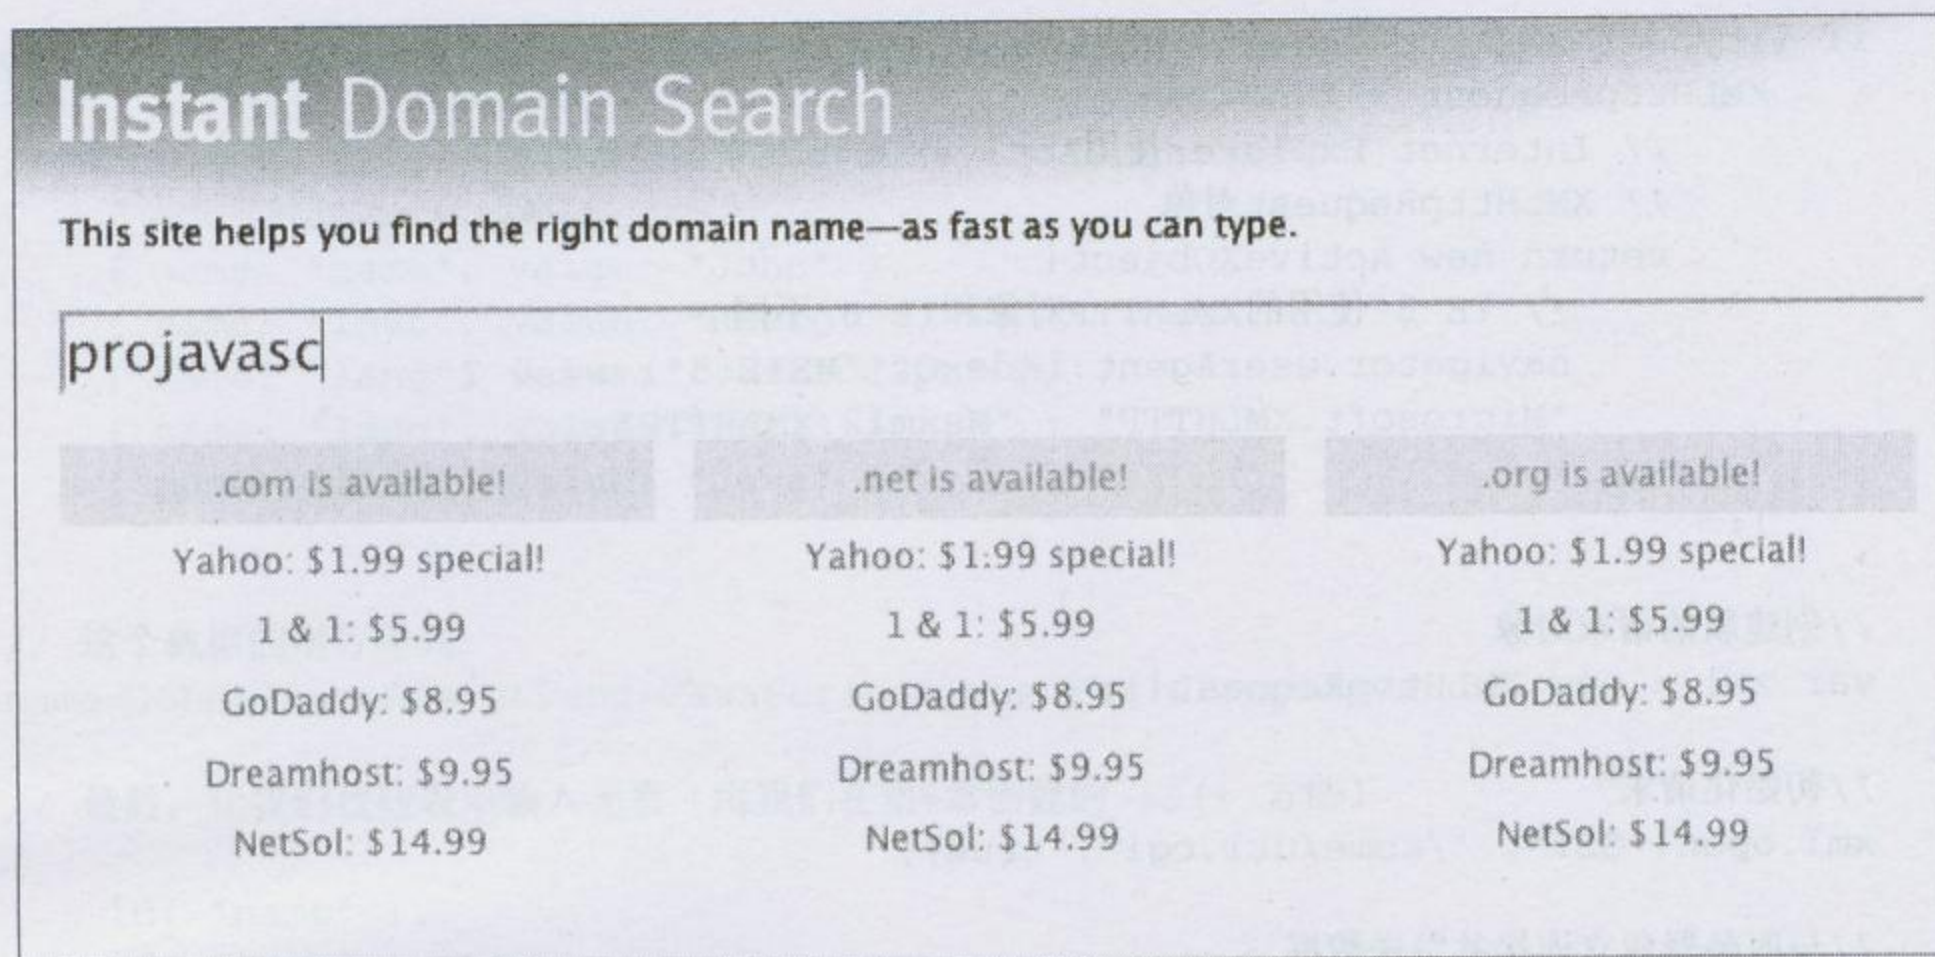 Instant Domain Search
This site helps you find the right domain name—as fast as you can type.
projavasc
.com is available! .net is available! .org is available!
Yahoo: $1.99 special! Yahoo: $1.99 special! Yahoo: $1.99 special!
1 & 1: $5.99 1 & 1: $5.99 1 & 1: $5.99
GoDaddy: $8.95 GoDaddy: $8.95 GoDaddy: $8.95
Dreamhost: $9.95 Dreamhost: $9.95 Dreamhost: $9.95
NetSol: $14.99 NetSol: $14.99 NetSol: $14.99